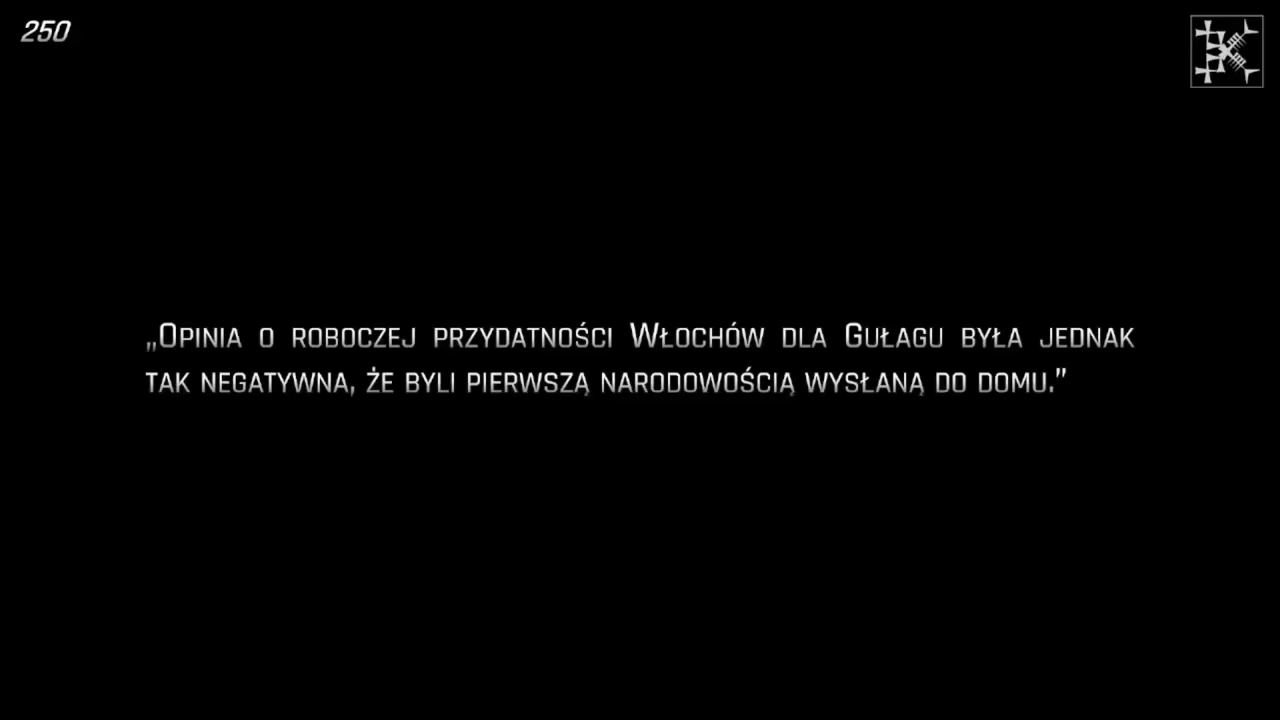 250
„Opinia o roboczej przydatności Włochów dla Gułagu była jednak
tak negatywna, że byli pierwszą narodowością wysłaną do domu.”